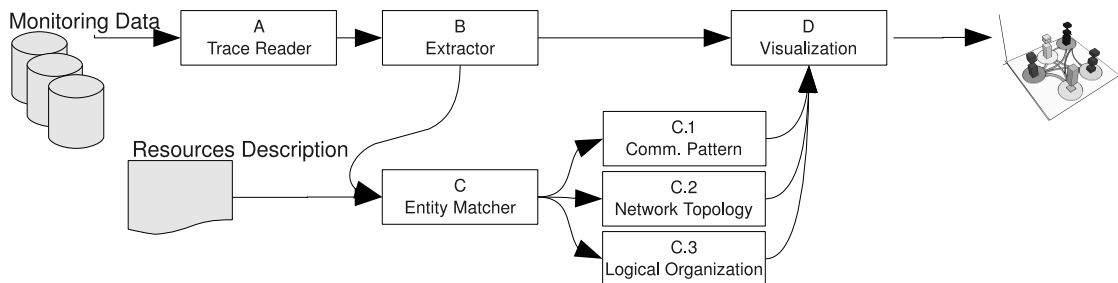 Monitoring Data
A
Trace Reader
B
Extractor
D
Visualization
Resources Description
C
Entity Matcher
C.1
Comm. Pattern
C.2
Network Topology
C.3
Logical Organization